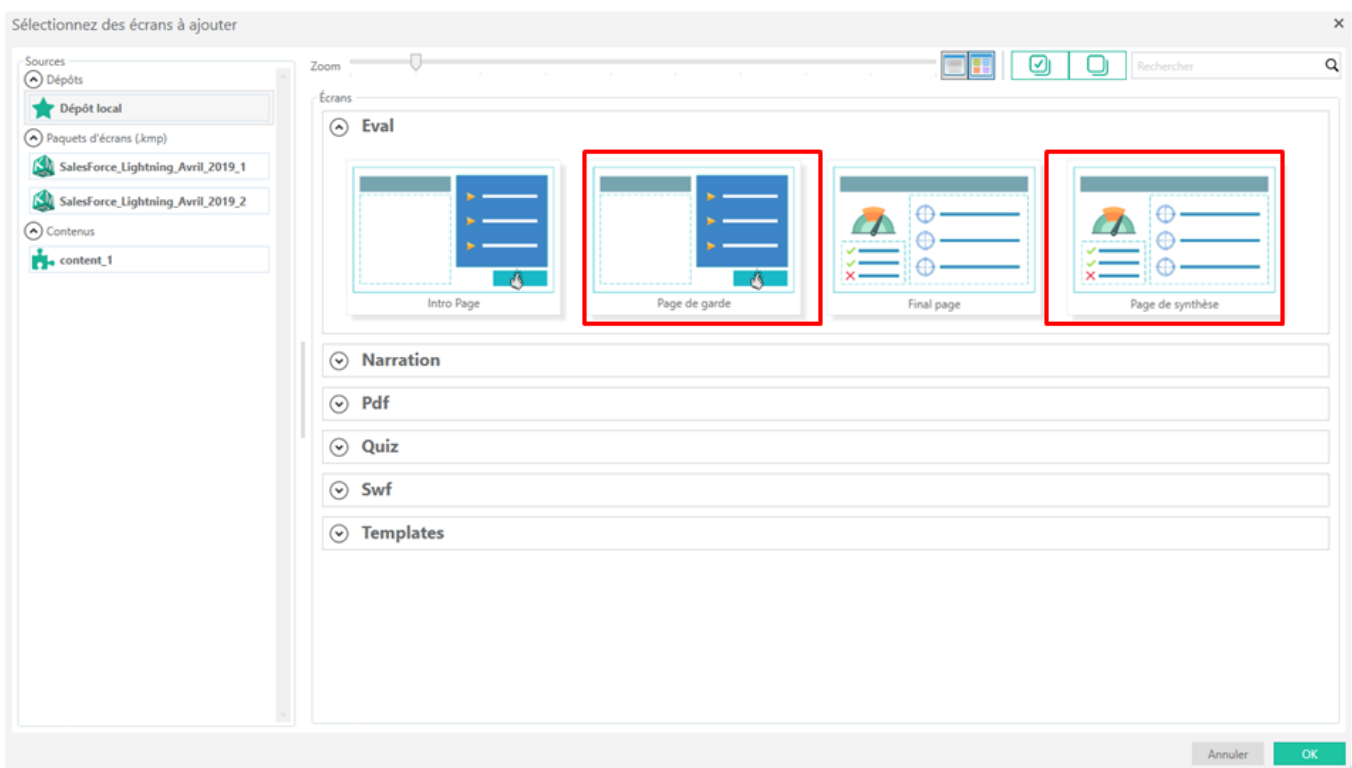 Sélectionnez des écrans à ajouter
Sources
Dépôts
Dépôt local
Paquets d'écrans (.kmp)
SalesForce_Lightning_Avril_2019_1
SalesForce_Lightning_Avril_2019_2
Contenus
content_1
Zoom
Rechercher
Écrans
Eval
Intro Page
Page de garde
Final page
Page de synthèse
Narration
Pdf
Quiz
Swf
Templates
Annuler
OK